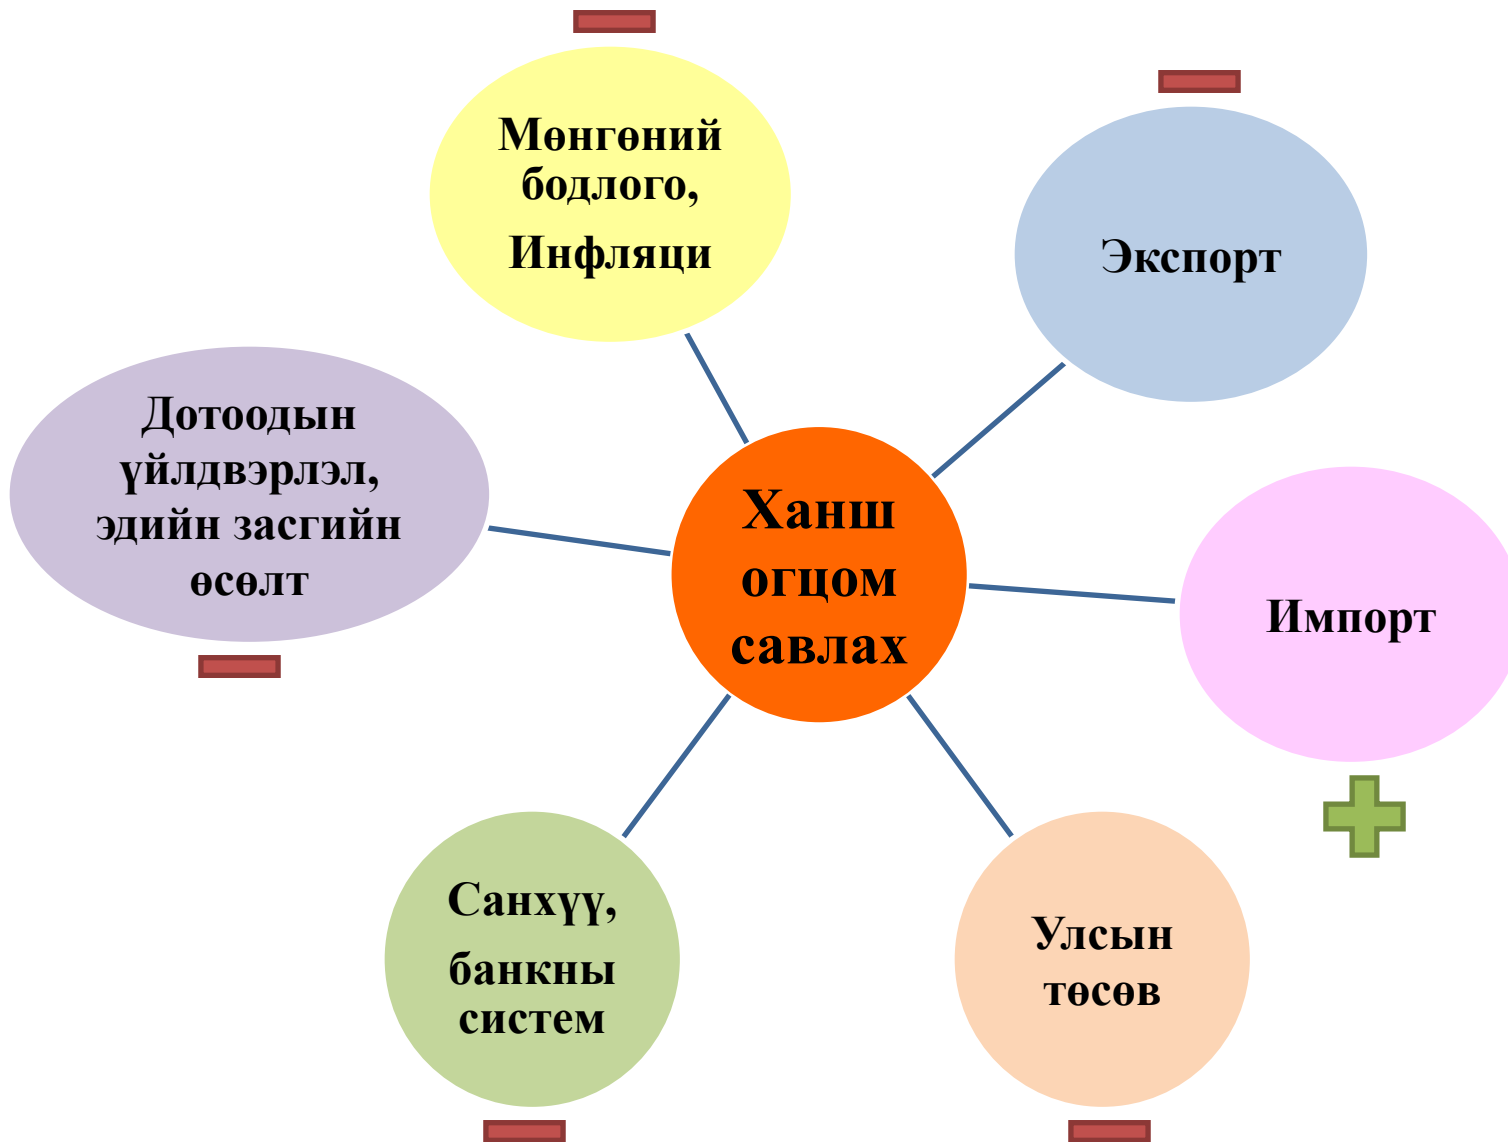 Мөнгөний
бодлого,
Инфляци
Экспорт
Дотоодын
үйлдвэрлэл,
эдийн засгийн
өсөлт
Ханш
огцом
савлах
Импорт
Санхүү,
банкны
систем
Улсын
төсөв